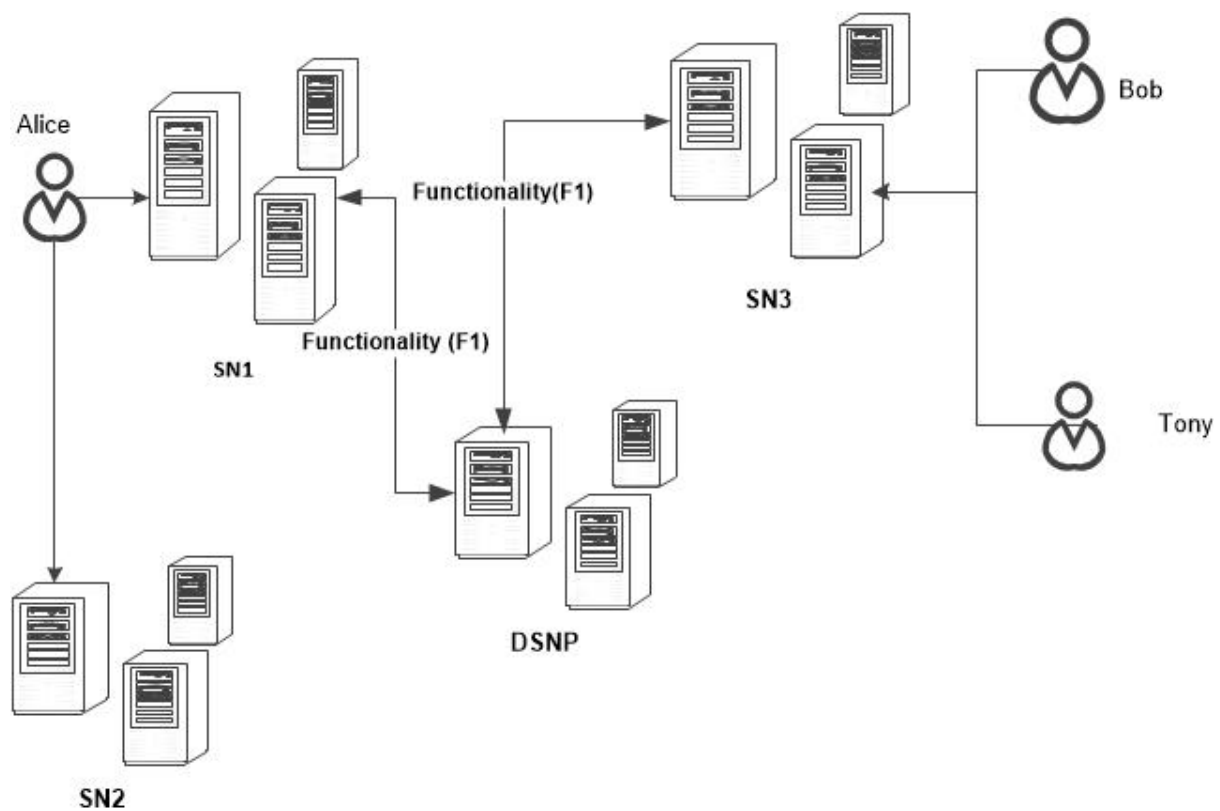 Alice
Bob
Functionality(F1)
SN3
Functionality (F1)
SN1
Tony
DSNP
SN2